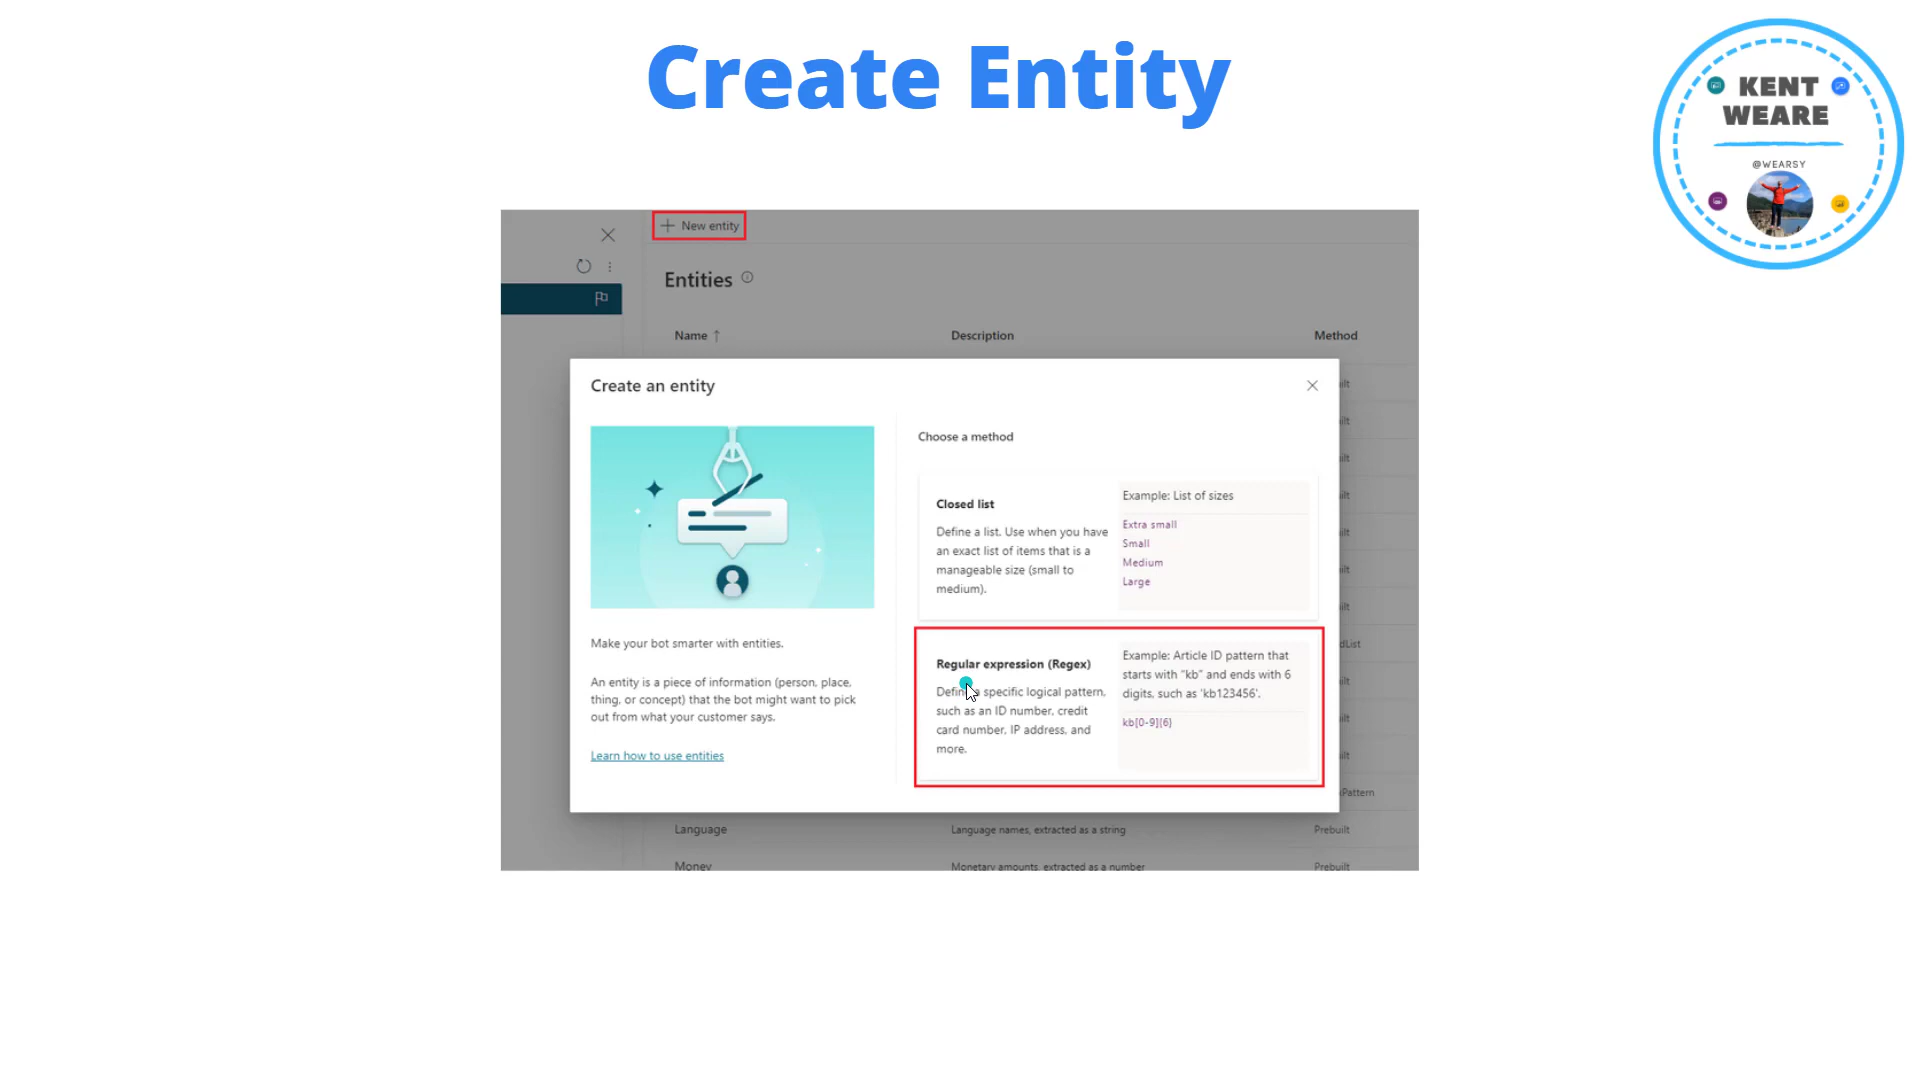 Create Entity
KENT
WEARE
@WEARSY
New entity
Entities
Name ↑
Description
Method
Create an entity
Choose a method
Closed list
Define a list. Use when you have
an exact list of items that is a
manageable size (small to
medium).
Example: List of sizes
Extra small
Small
Medium
Large
Make your bot smarter with entities.
An entity is a piece of information (person, place,
thing, or concept) that the bot might want to pick
out from what your customer says.
Learn how to use entities
Regular expression (Regex)
Define a specific logical pattern,
such as an ID number, credit
card number, IP address, and
more.
Example: Article ID pattern that
starts with "kb" and ends with 6
digits, such as 'kb123456'.
kb[0-9]{6}
Language
Language names, extracted as a string
Prebuilt
Money
Monetary amounts, extracted as a number
Prebuilt